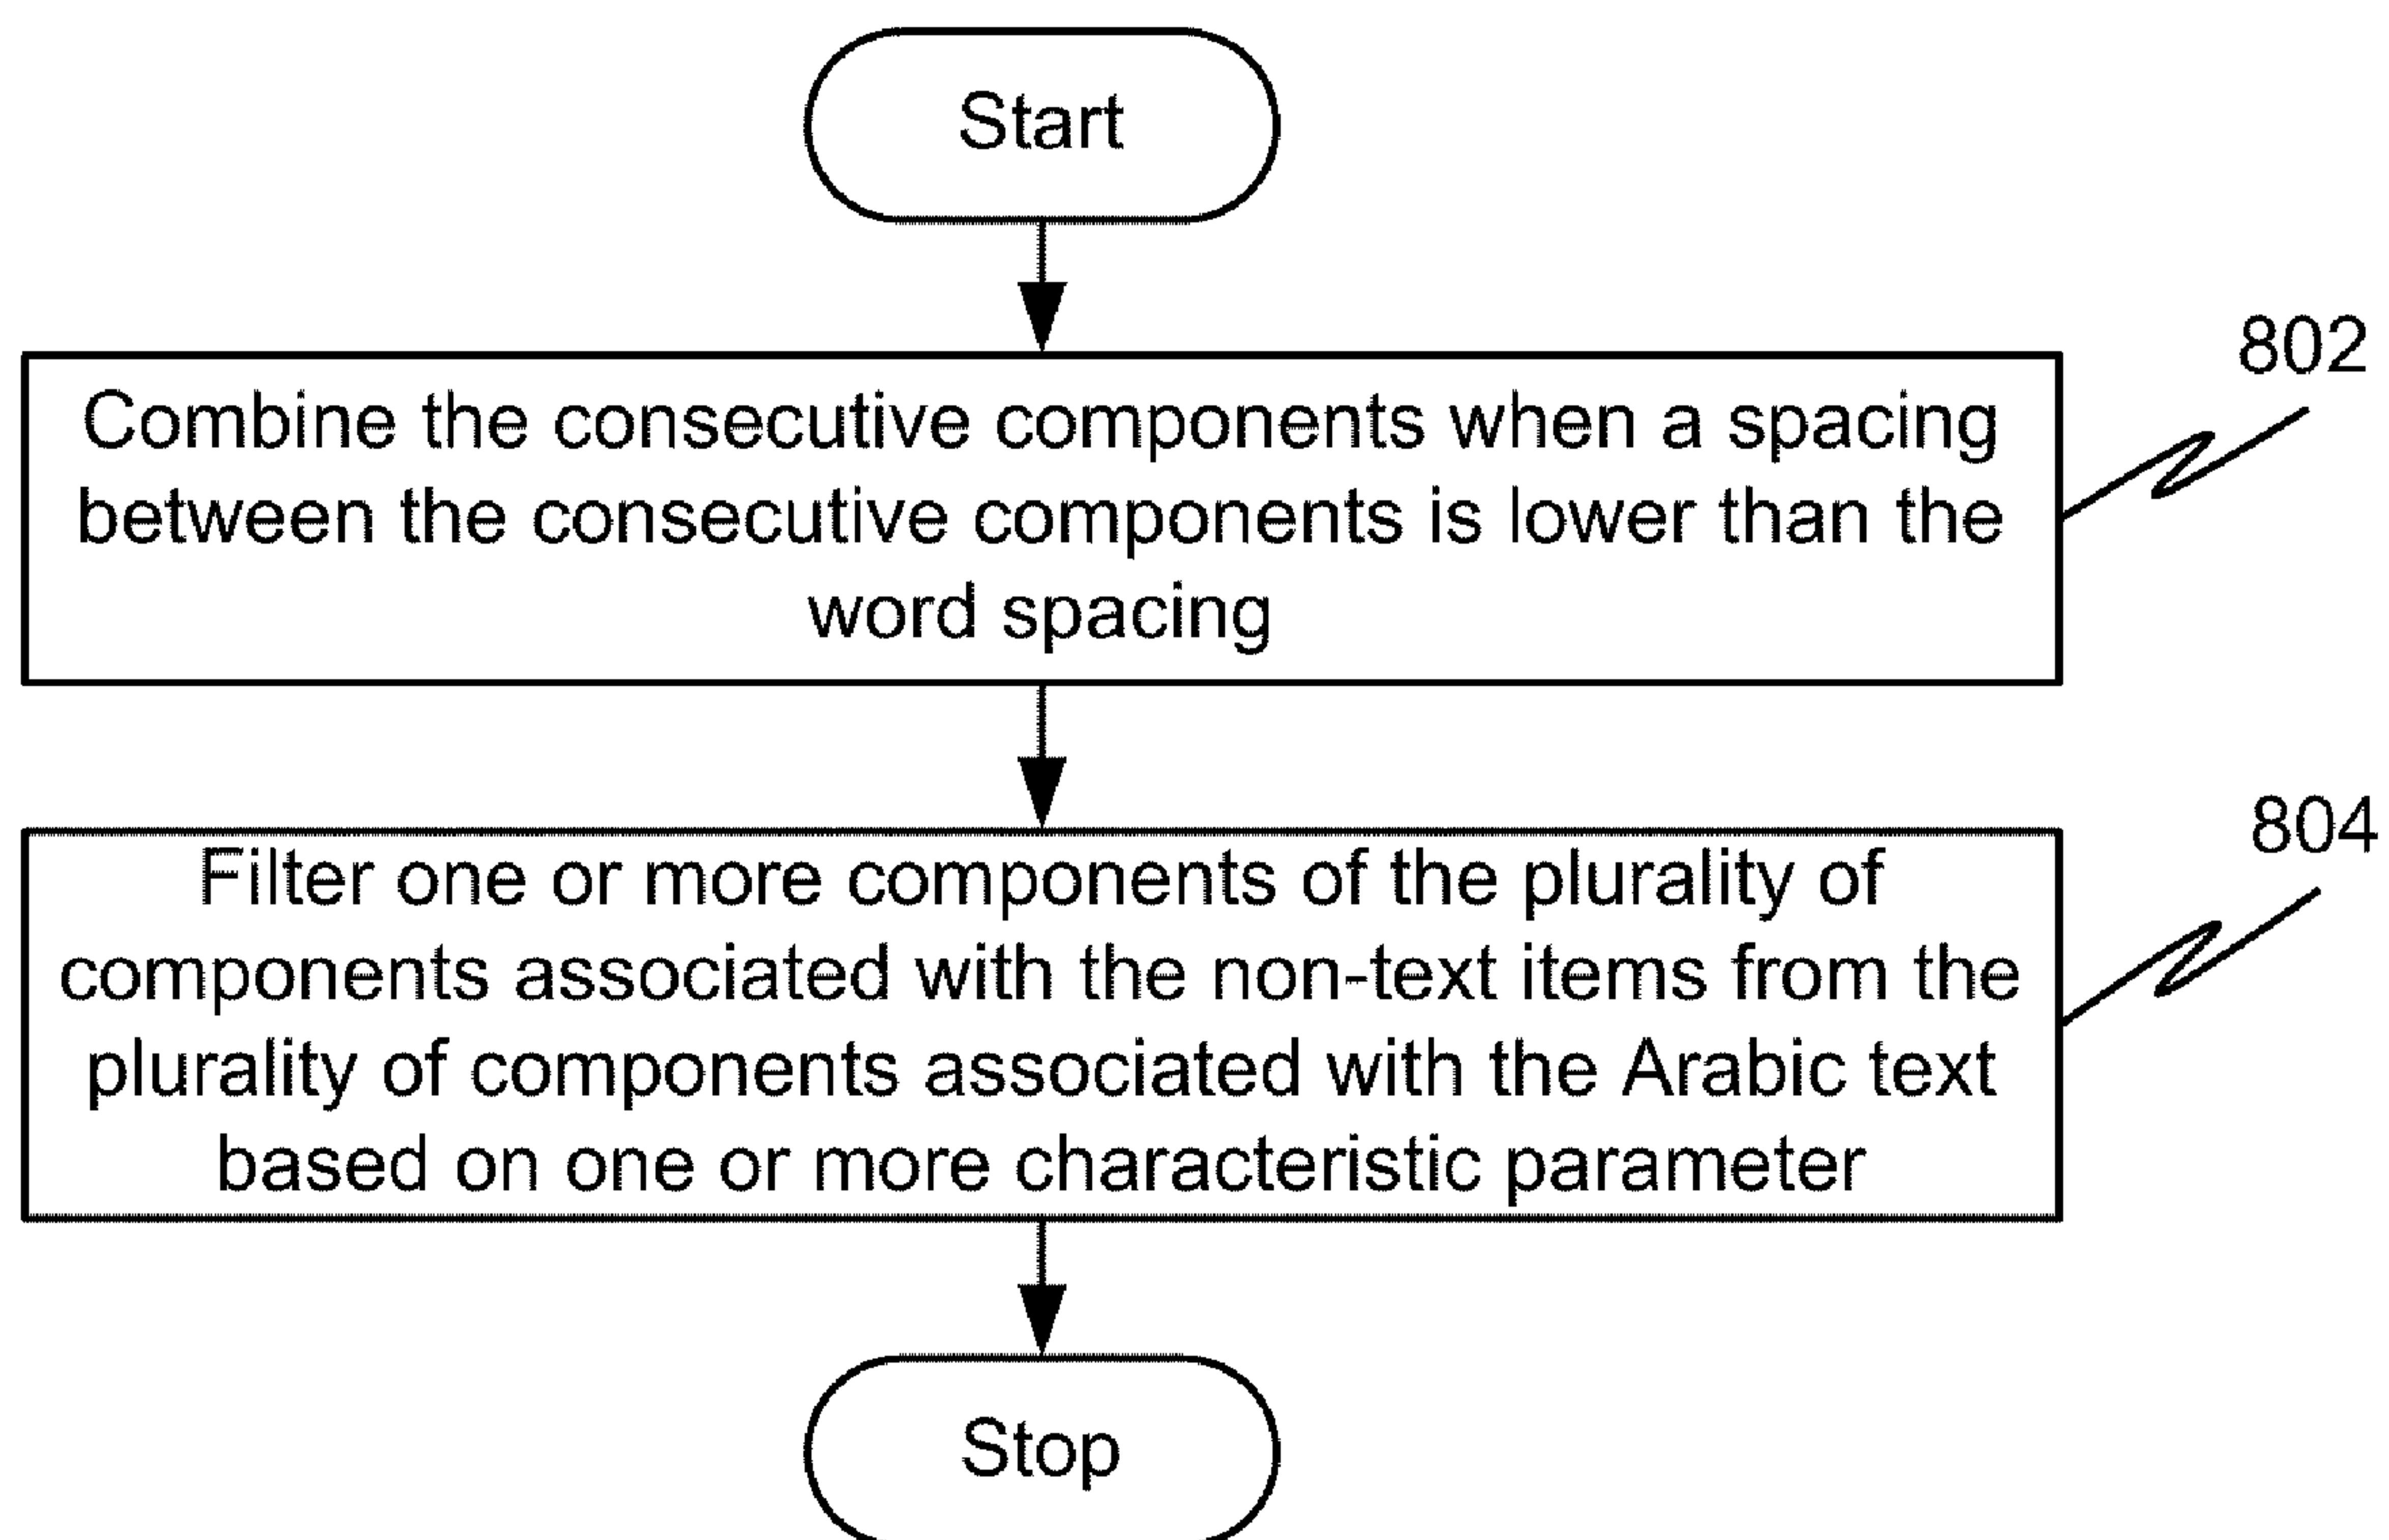 Start
802
Combine the consecutive components when a spacing
between the consecutive components is lower than the
word spacing
804
Filter one or more components of the plurality of
components associated with the non-text items from the
plurality of components associated with the Arabic text
based on one or more characteristic parameter
Stop